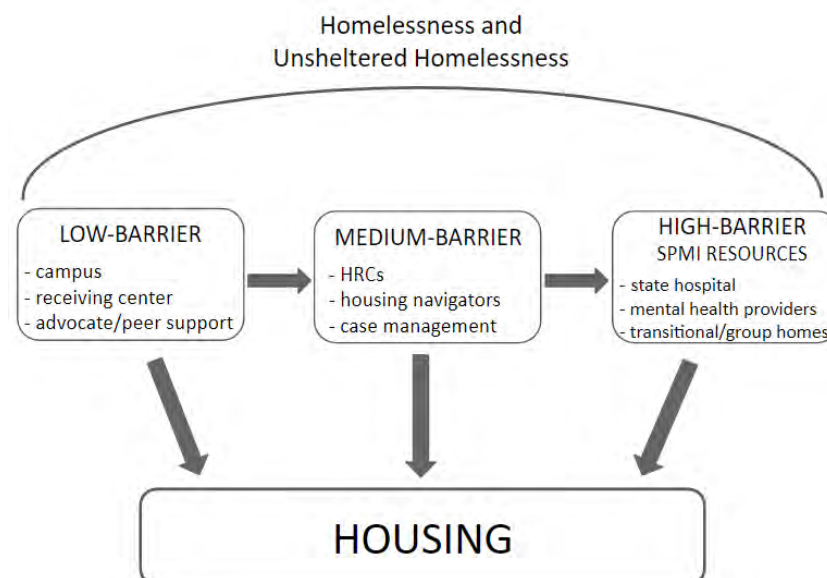 Homelessness and
Unsheltered Homelessness
LOW-BARRIER
- campus
- receiving center
- advocate/peer support
MEDIUM-BARRIER
- HRCs
- housing navigators
- case management
HIGH-BARRIER
SPMI RESOURCES
- state hospital
- mental health providers
- transitional/group homes
HOUSING